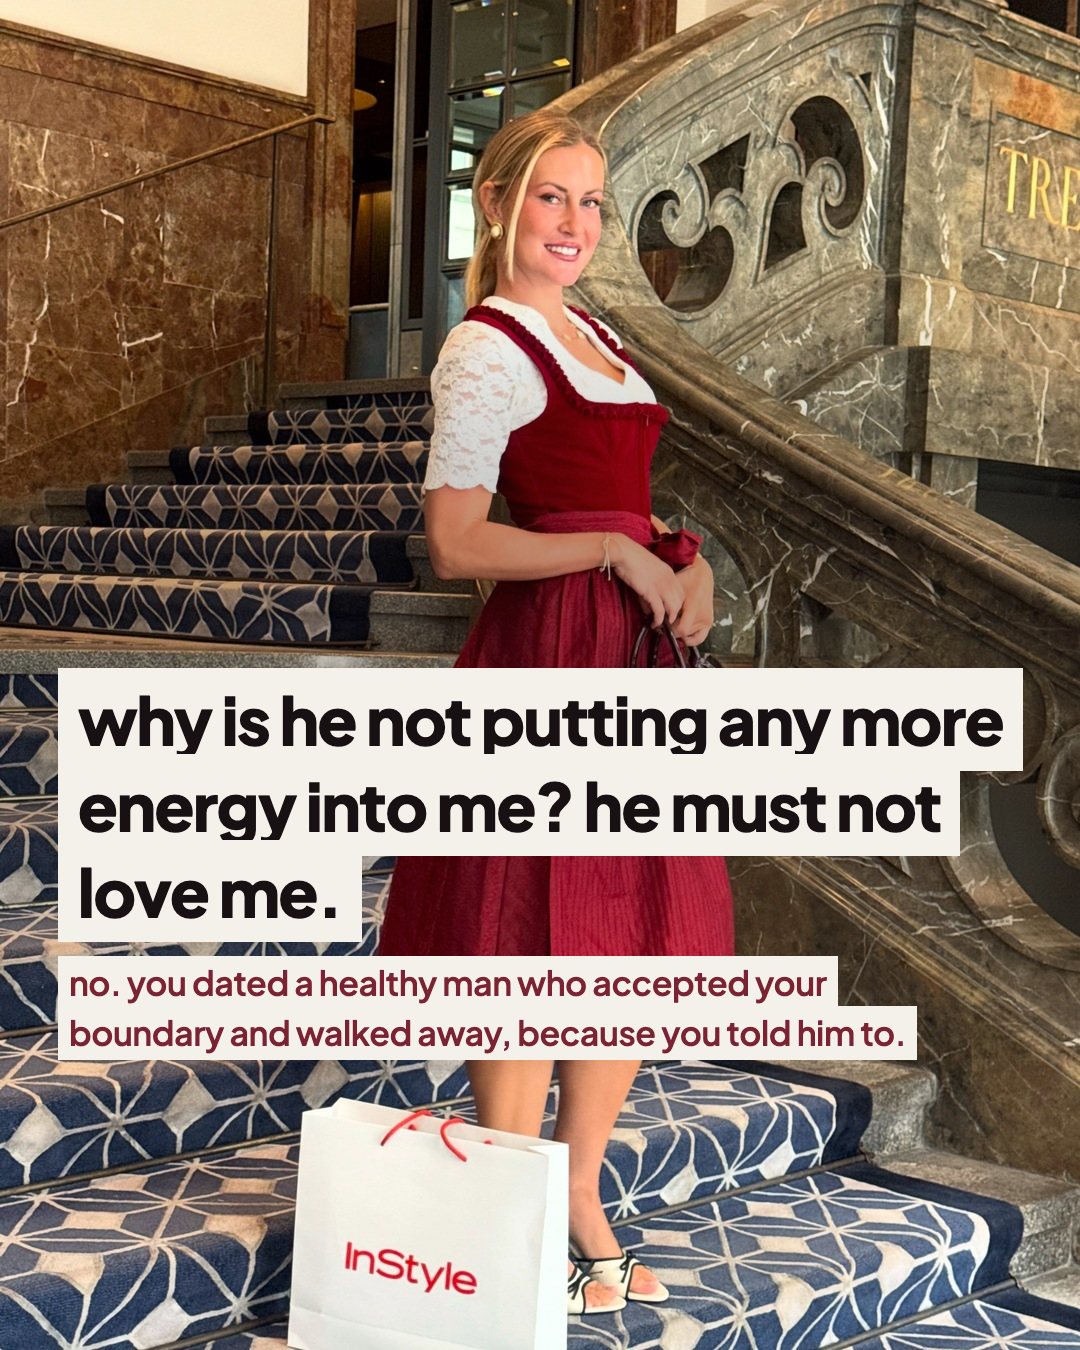 TRE
why is he not putting any more
energy into me? he must not
love me.
no. you dated a healthy man who accepted your
boundary and walked away, because you told him to.
InStyle